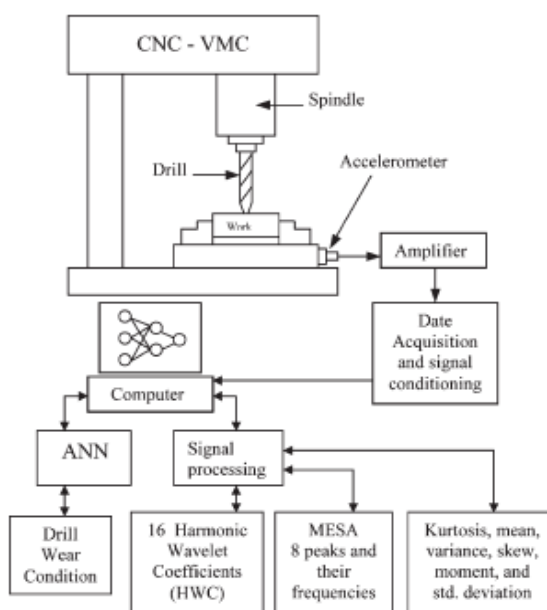 CNC - VMC
Spindle
Drill
Accelerometer
Work
Amplifier
Date
Acquisition
and signal
conditioning
Computer
ANN
Signal
processing
Drill
Wear
Condition
16 Harmonic
Wavelet
Coefficients
(HWC)
MESA
8 peaks and
their
frequencies
Kurtosis, mean,
variance, skew,
moment, and
std. deviation